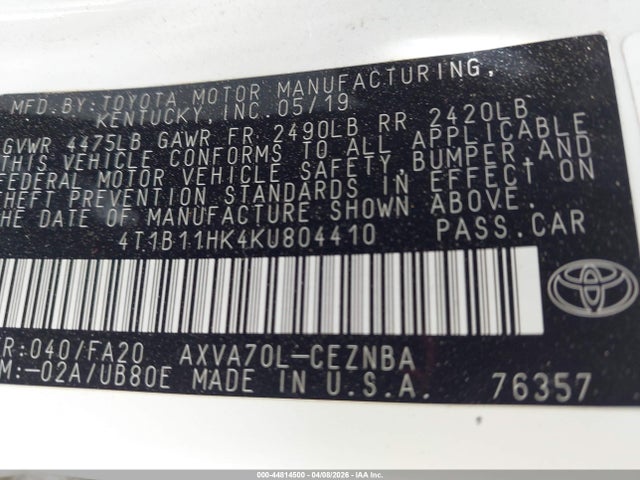 MFD.BY:TOYOTA MOTOR MANUFACTURING,
KENTUCKY, INC. 05/19
GVWR 4475LB GAWR FR 2490LB RR 2420LB
THIS VEHICLE CONFORMS TO ALL APPLICABLE
FEDERAL MOTOR VEHICLE SAFETY, BUMPER, AND
THEFT PREVENTION STANDARDS IN EFFECT ON
THE DATE OF MANUFACTURE SHOWN ABOVE.
4T1B11HK4KU804410 PASS.CAR
R:040/FA20 AXVA70L-CEZNBA
M:-02A/UB80E MADE IN U.S.A. 76357
000-44814500 04/08/2026 IAA Inc.